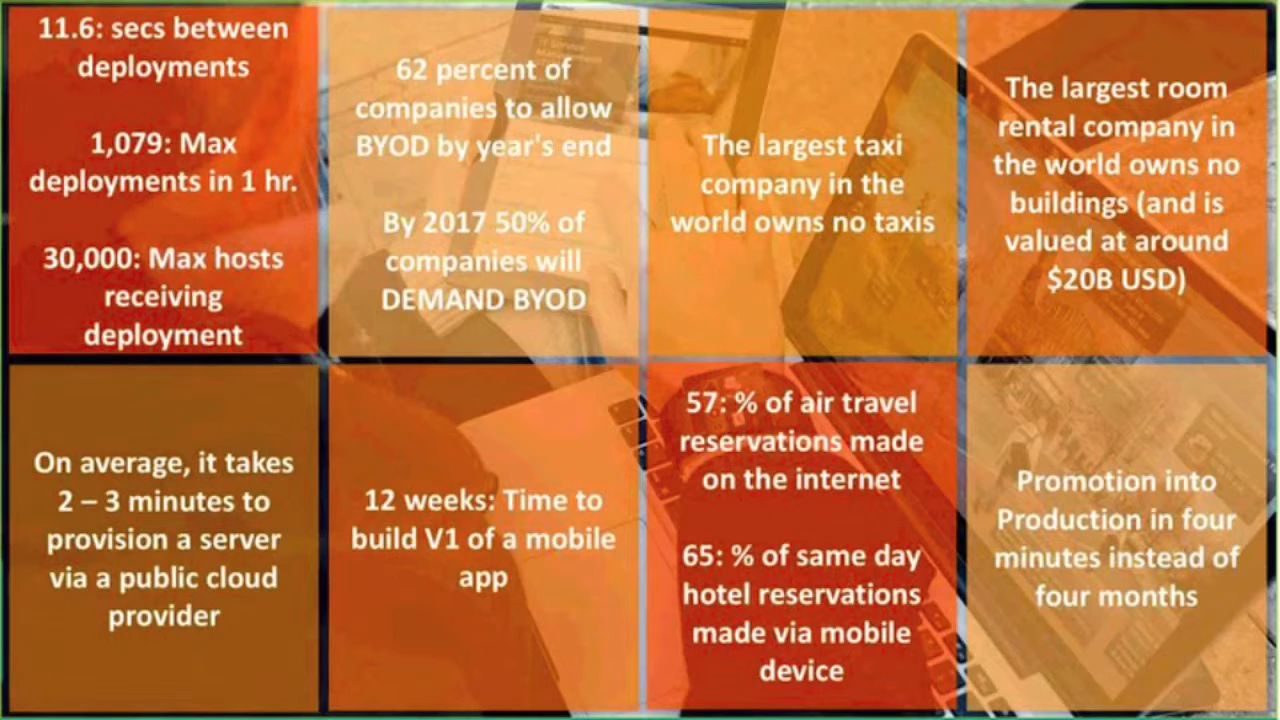 11.6: secs between
deployments
1,079: Max
deployments in 1 hr.
30,000: Max hosts
receiving
deployment
62 percent of
companies to allow
BYOD by year's end
By 2017 50% of
companies will
DEMAND BYOD
The largest taxi
company in the
world owns no taxis
The largest room
rental company in
the world owns no
buildings (and is
valued at around
$20B USD)
On average, it takes
2 – 3 minutes to
provision a server
via a public cloud
provider
12 weeks: Time to
build V1 of a mobile
app
57: % of air travel
reservations made
on the internet
65: % of same day
hotel reservations
made via mobile
device
Promotion into
Production in four
minutes instead of
four months